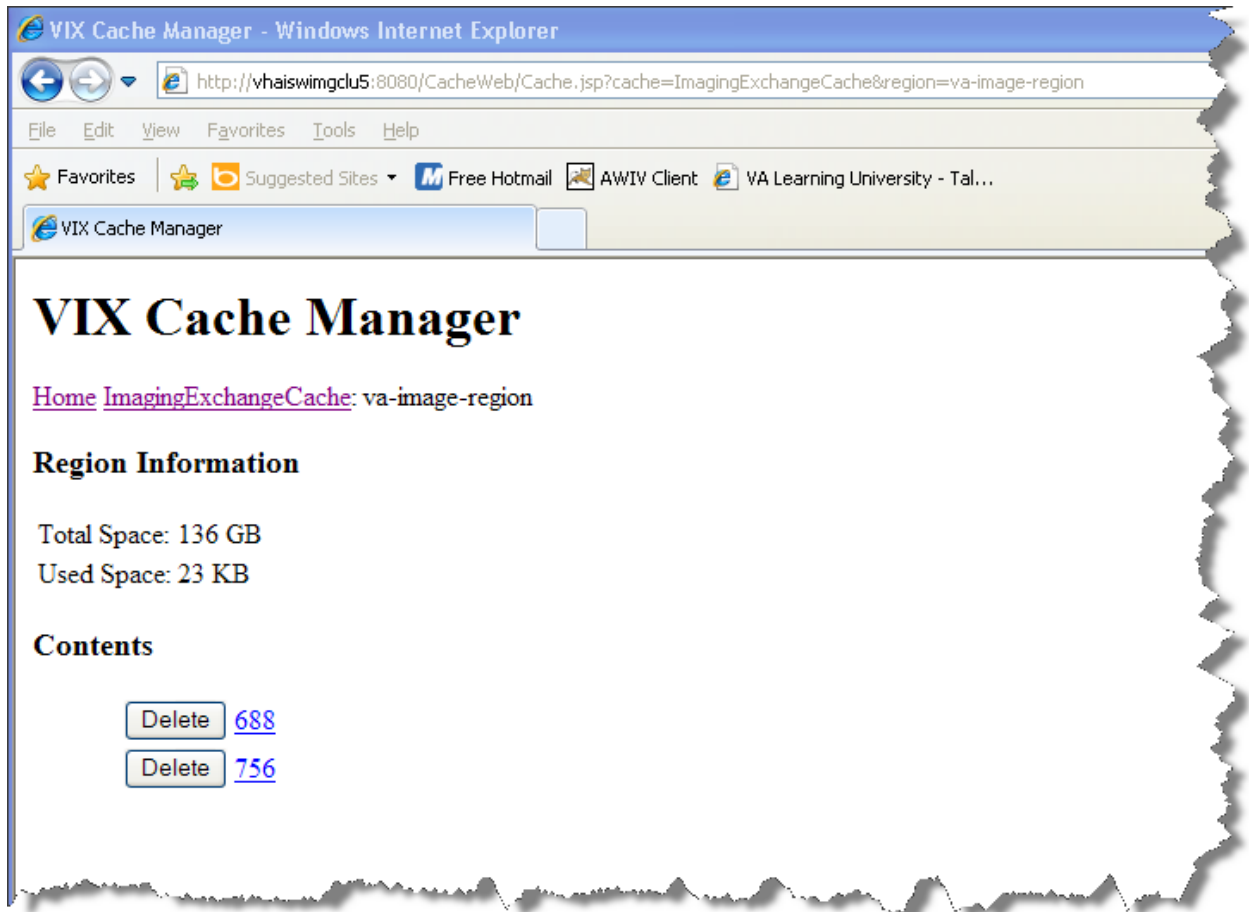 VIX Cache Manager - Windows Internet Explorer
http://vhaiswimgclu5:8080/CacheWeb/Cache.jsp?cache=ImagingExchangeCache&region=va-image-region
File Edit View Favorites Tools Help
Favorites Suggested Sites Free Hotmail AWIV Client VA Learning University - Tal...
VIX Cache Manager
VIX Cache Manager
Home ImagingExchangeCache: va-image-region
Region Information
Total Space: 136 GB
Used Space: 23 KB
Contents
Delete 688
Delete 756